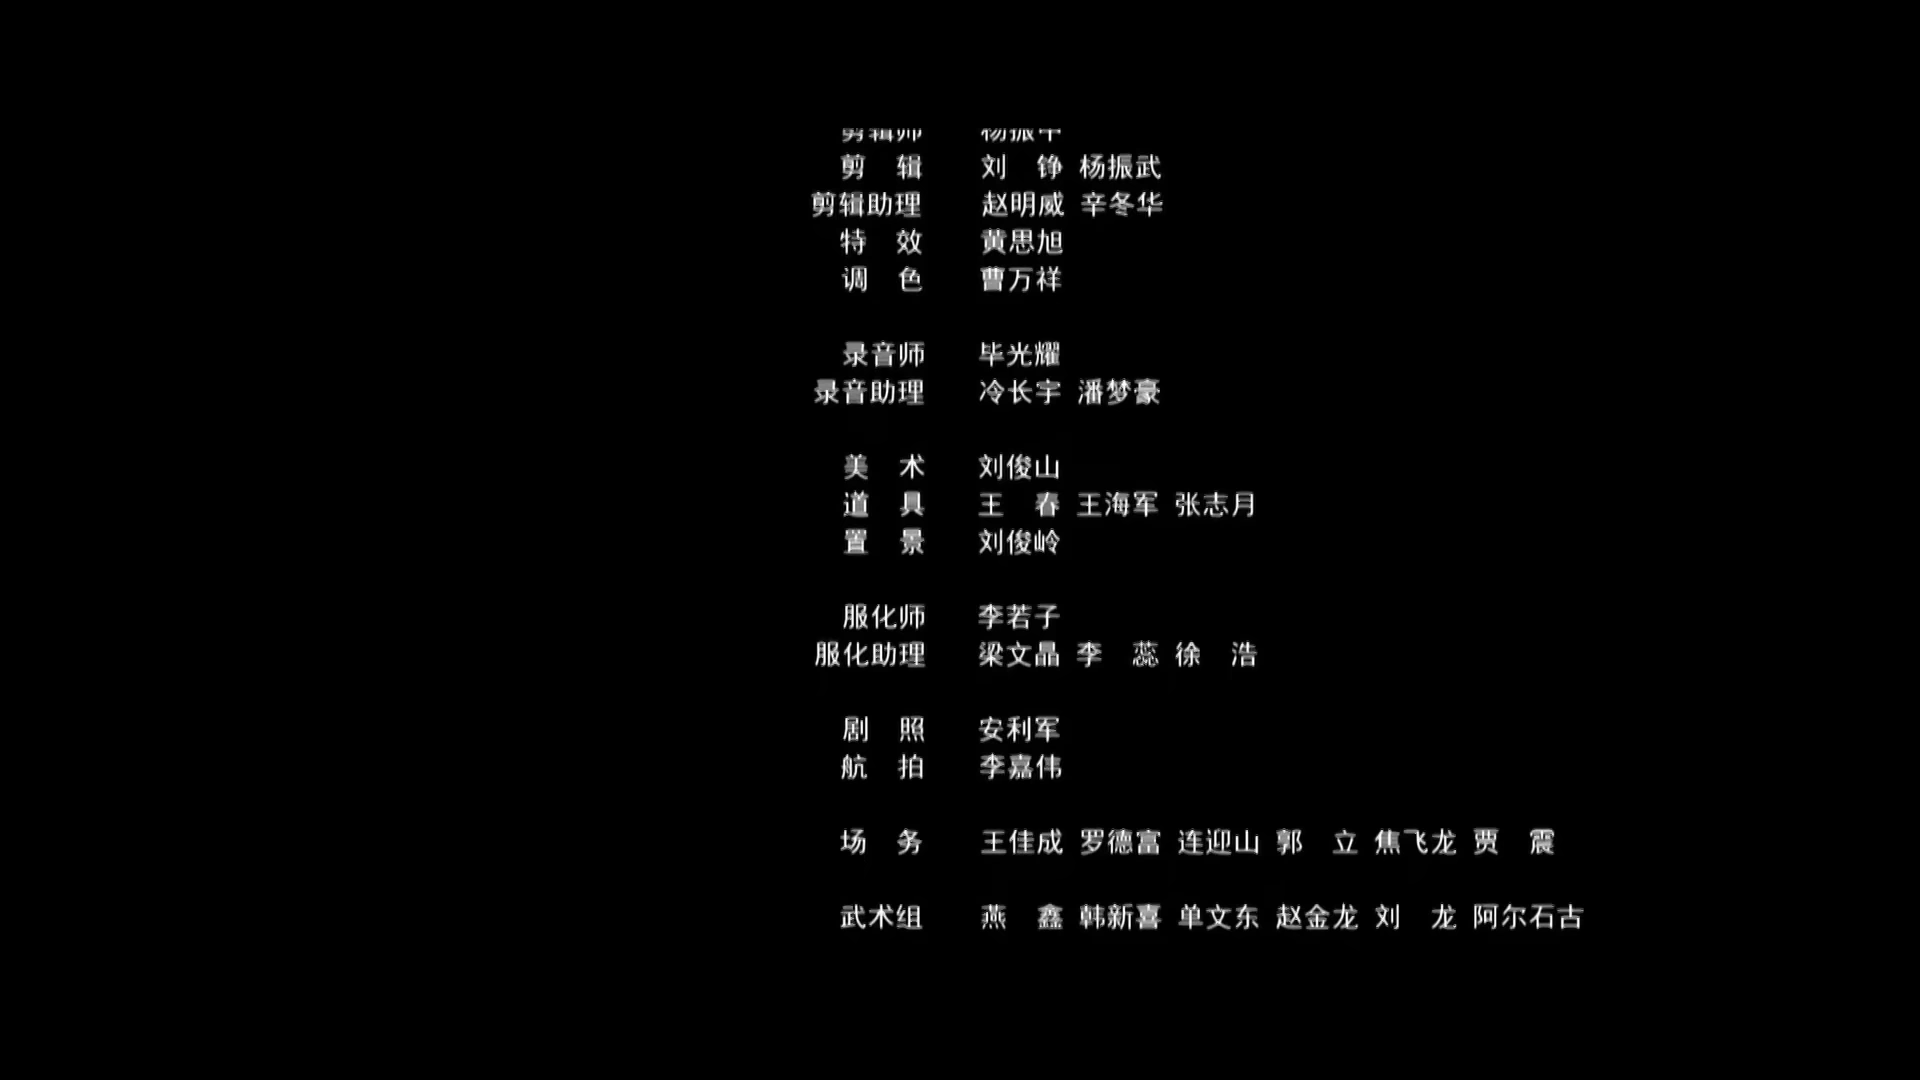 剪辑师 杨振
剪 辑 刘 铮 杨振武
剪辑助理 赵明威 辛冬华
特 效 黄思旭
调 色 曹万祥
录音师 毕光耀
录音助理 冷长宇 潘梦豪
美 术 刘俊山
道 具 王 春 王海军 张志月
置 景 刘俊岭
服化师 李若子
服化助理 梁文晶 李 蕊 徐 浩
剧 照 安利军
航 拍 李嘉伟
场 务 王佳成 罗德富 连迎山 郭 立 焦飞龙 贾 震
武术组 燕 鑫 韩新喜 单文东 赵金龙 刘 龙 阿尔石古